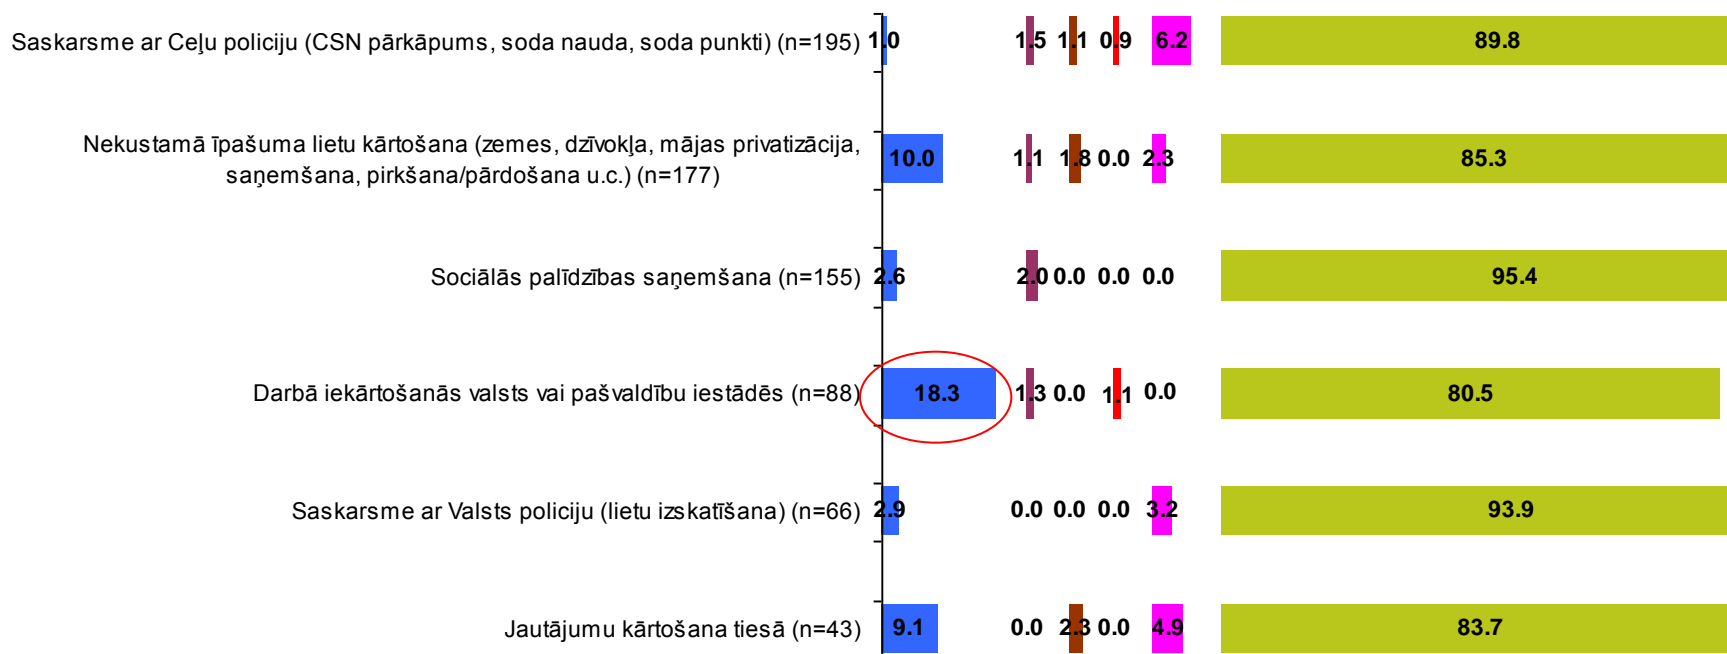 Saskarsme ar Ceļu policiju (CSN pārkāpums, soda nauda, soda punkti) (n=195) 1.0 1.5 1.1 0.9 6.2 89.8
Nekustamā īpašuma lietu kārtošana (zemes, dzīvokļa, mājas privatizācija,
saņemšana, pirkšana/pārdošana u.c.) (n=177)
10.0 1.1 1.8 0.0 2.3 85.3
Sociālās palīdzības saņemšana (n=155) 2.6 2.0 0.0 0.0 0.0 95.4
Darbā iekārtošanās valsts vai pašvaldību iestādēs (n=88) 18.3 1.3 0.0 1.1 0.0 80.5
Saskarsme ar Valsts policiju (lietu izskatīšana) (n=66) 2.9 0.0 0.0 0.0 3.2 93.9
Jautājumu kārtošana tiesā (n=43) 9.1 0.0 2.3 0.0 4.9 83.7